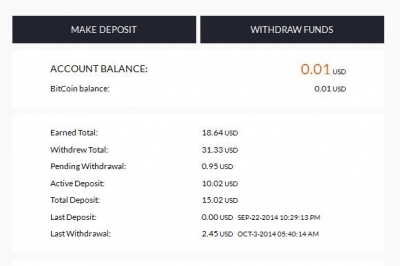 MAKE DEPOSIT WITHDRAW FUNDS
ACCOUNT BALANCE: 0.01 USD
BitCoin balance: 0.01 USD
Earned Total: 18.64 USD
Withdrew Total: 31.33 USD
Pending Withdrawal: 0.95 USD
Active Deposit: 10.02 USD
Total Deposit: 15.02 USD
Last Deposit: 0.00 USD SEP-22-2014 10:29:13 PM
Last Withdrawal: 2.45 USD OCT-3-2014 05:40:14 AM